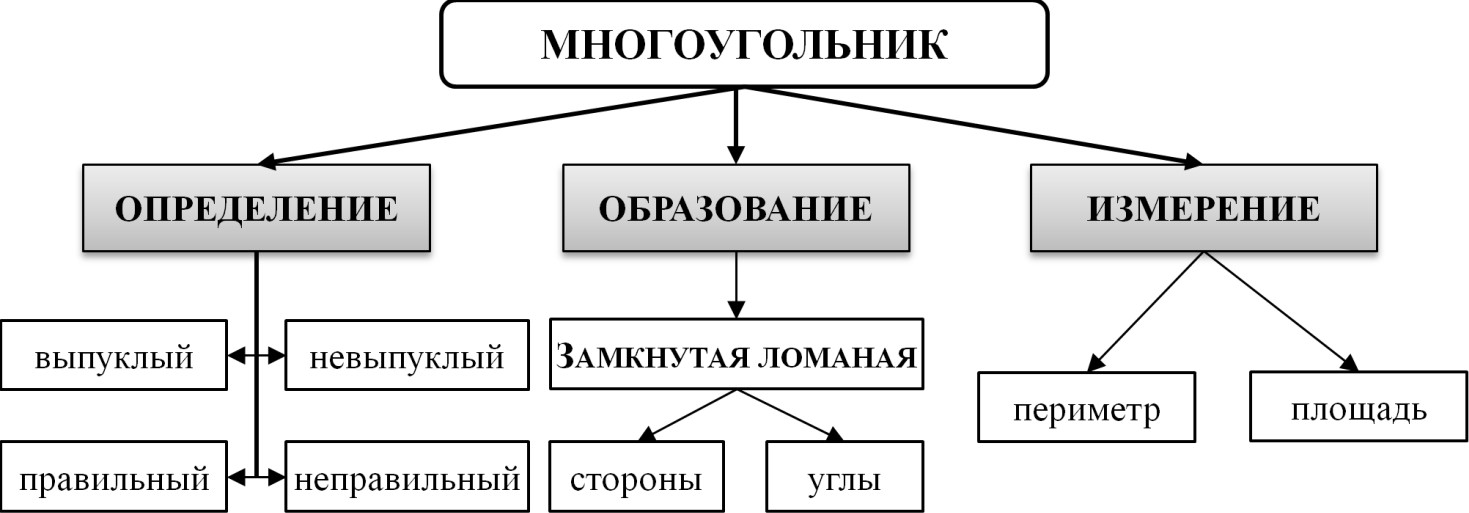 МНОГОУГОЛЬНИК
ОПРЕДЕЛЕНИЕ
ОБРАЗОВАНИЕ
ИЗМЕРЕНИЕ
выпуклый
невыпуклый
ЗАМКНУТАЯ ЛОМАНАЯ
периметр
площадь
правильный
неправильный
стороны
углы